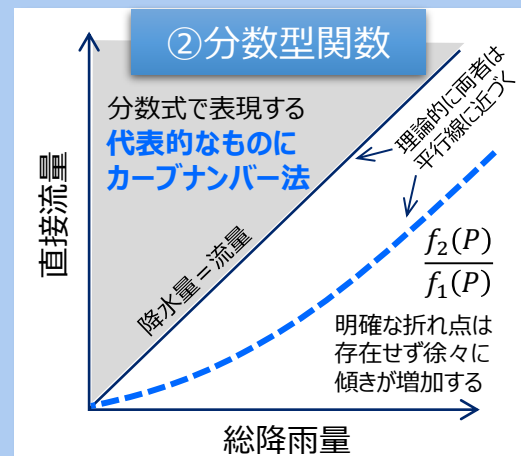 ②分数型関数
分数式で表現する
代表的なものに
カーブナンバー法
理論的に両者は
平行線に近づく
降水量＝流量
直接流量
f₂(P)
f₁(P)
明確な折れ点は
存在せず徐々に
傾きが増加する
総降雨量